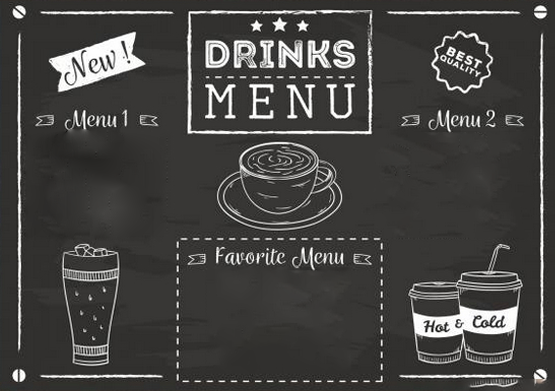 New!
DRINKS
MENU
BEST
QUALITY
Menu 1
Menu 2
Favorite Menu
Hot & Cold